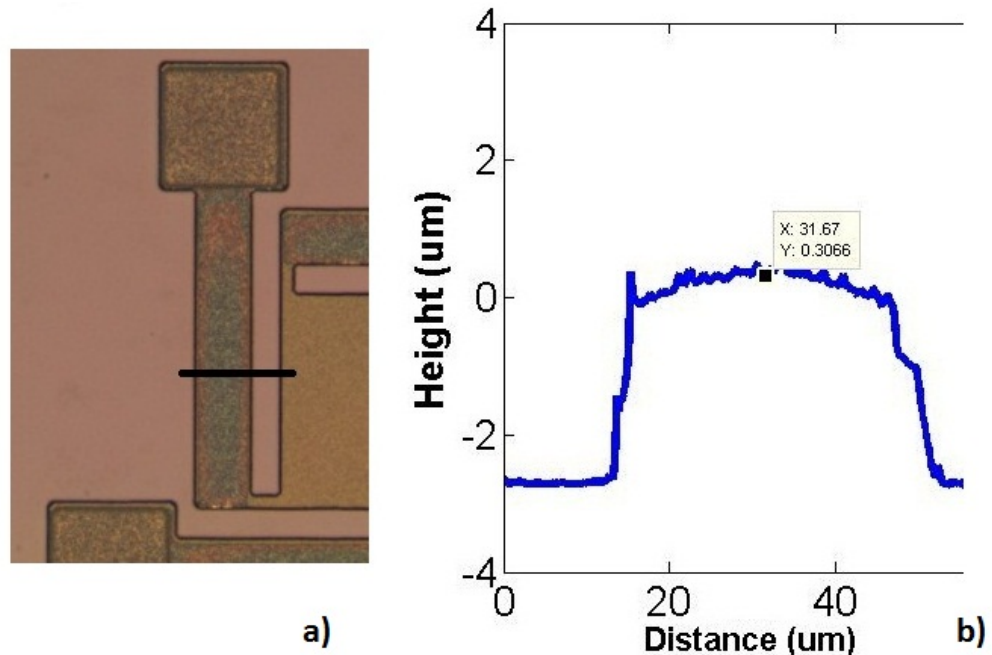 a)
4
2
0
-2
-4
Height (um)
X: 31.67
Y: 0.3066
0 20 40
Distance (um)
b)